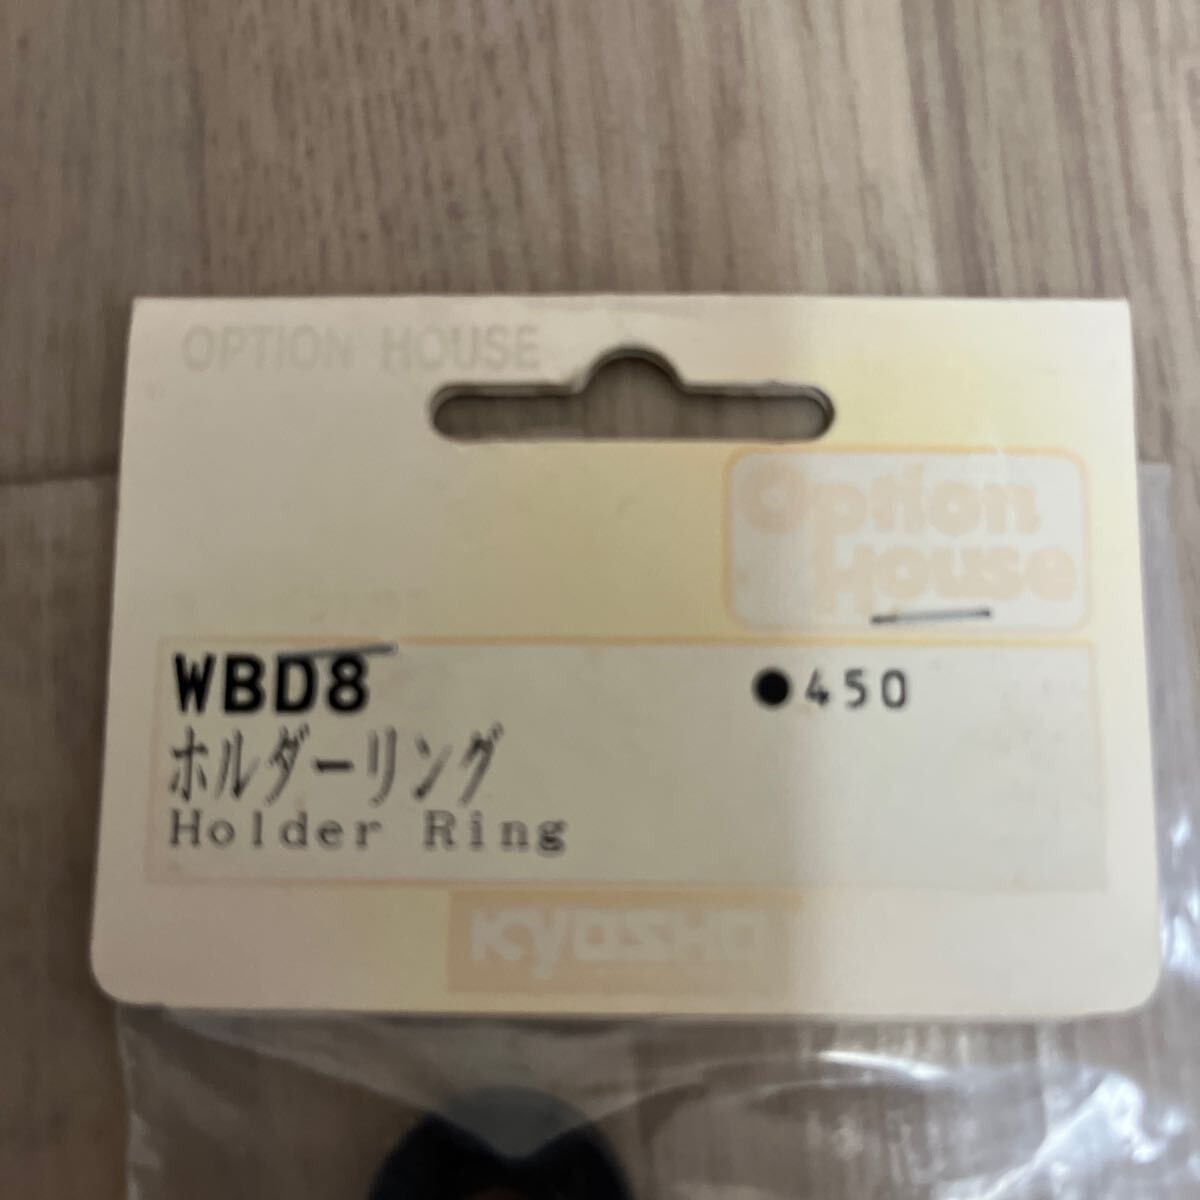 OPTION HOUSE
Option
House
WBD8 ●450
ホルダーリング
Holder Ring
KYOSHO